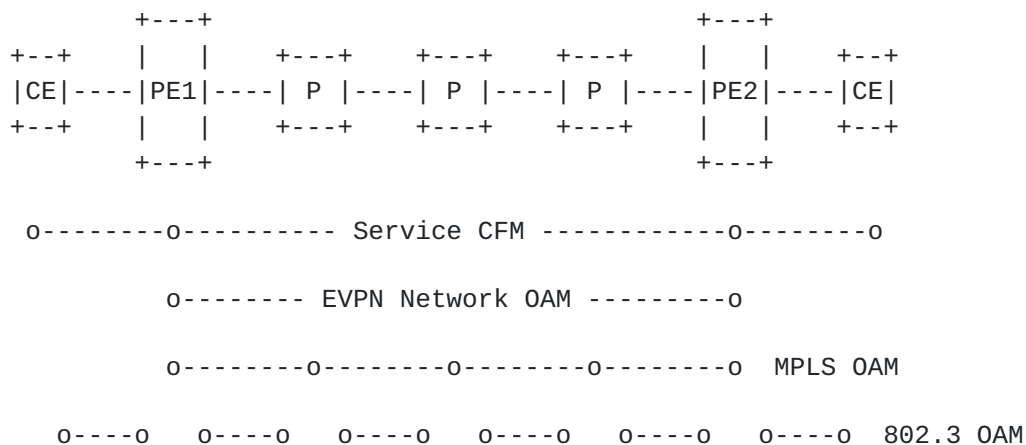 +---+ +---+
+--+ | | +---+ +---+ +---+ | | +--+
|CE|----|PE1|----| P |----| P |----| P |----|PE2|----|CE|
+--+ | | +---+ +---+ +---+ | | +--+
+---+ +---+
o--------o---------- Service CFM ------------o--------o
o-------- EVPN Network OAM ---------o
o--------o--------o--------o--------o MPLS OAM
o----o o----o o----o o----o o----o o----o 802.3 OAM